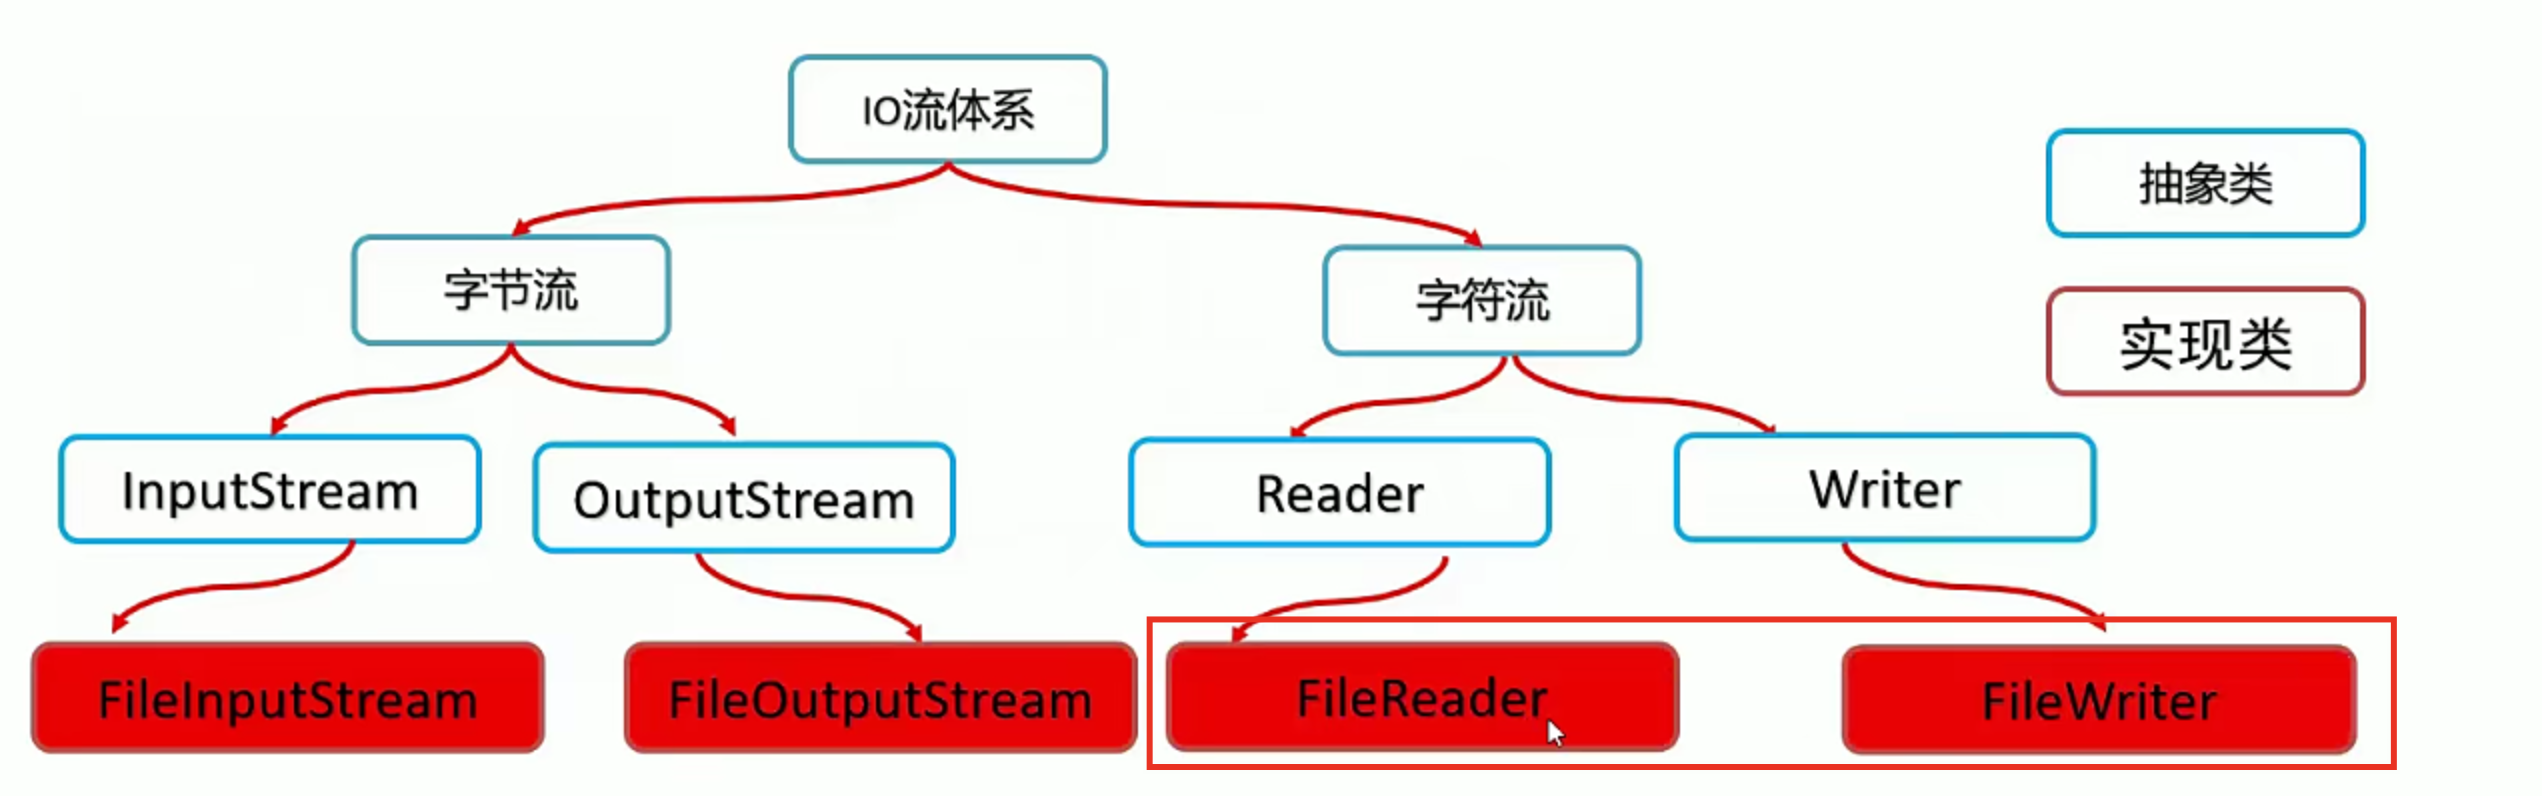 IO流体系
抽象类
字节流
字符流
实现类
InputStream
OutputStream
Reader
Writer
FileInputStream
FileOutputStream
FileReader
FileWriter